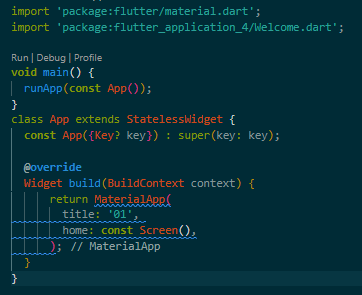 import 'package:flutter/material.dart';
import 'package:flutter_application_4/Welcome.dart';
Run | Debug | Profile
void main() {
  runApp(const App());
}
class App extends StatelessWidget {
  const App({Key? key}) : super(key: key);
  @override
  Widget build(BuildContext context) {
    return MaterialApp(
      title: '01',
      home: const Screen(),
    ); // MaterialApp
  }
}